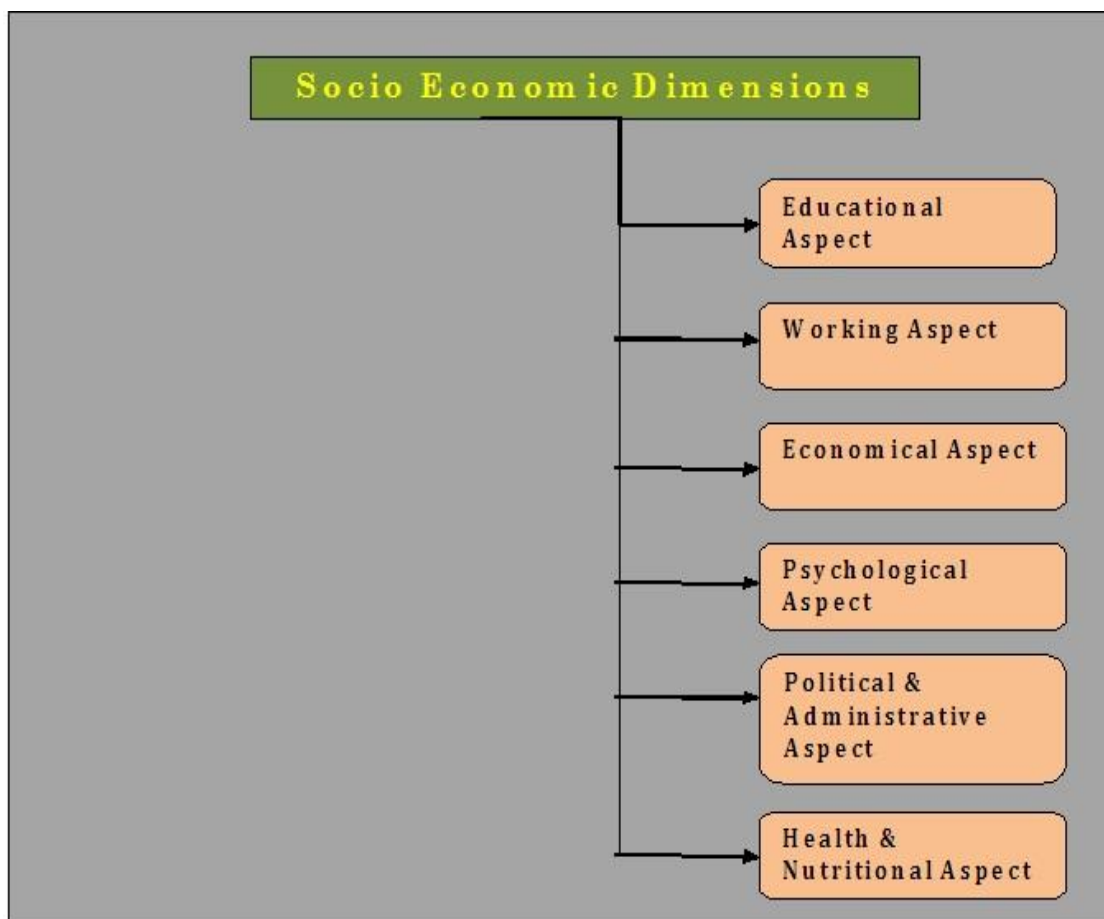 Socio Economic Dimensions
Educational
Aspect
Working Aspect
Economical Aspect
Psychological
Aspect
Political &
Administrative
Aspect
Health &
Nutritional Aspect